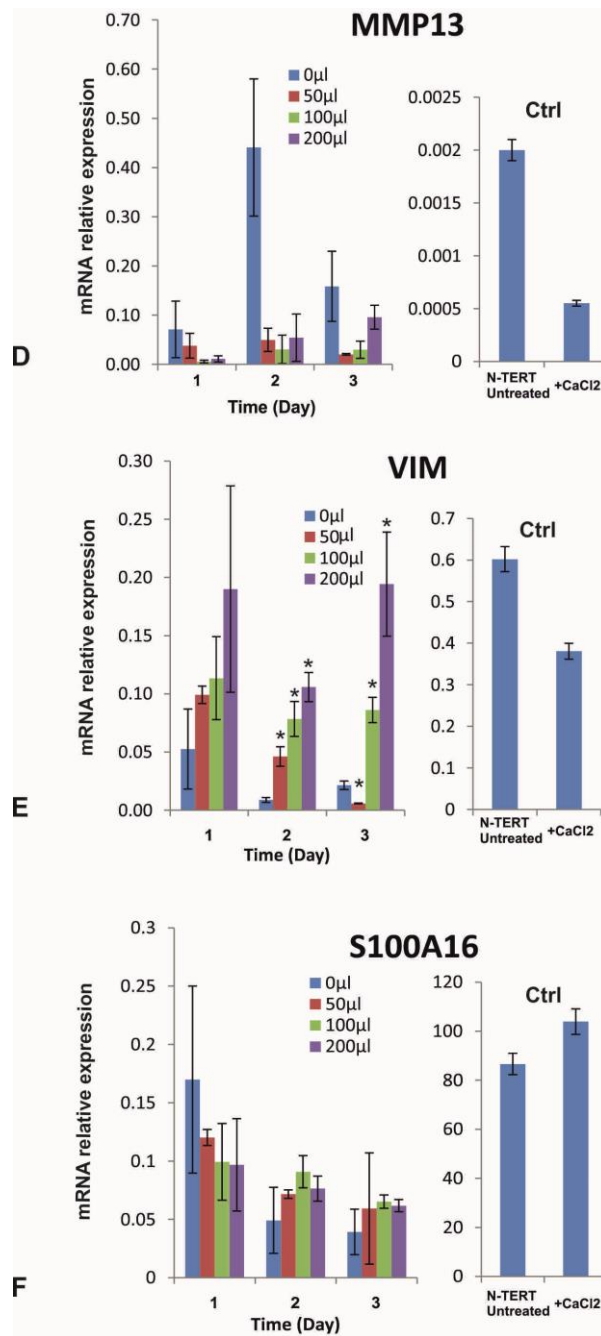 MMP13
mRNA relative expression
0.70
0.60
0.50
0.40
0.30
0.20
0.10
0.00
0µl
50µl
100µl
200µl
1
2
3
Time (Day)
D
Ctrl
0.0025
0.002
0.0015
0.001
0.0005
0
N-TERT
Untreated
+CaCl2
VIM
mRNA relative expression
0.30
0.25
0.20
0.15
0.10
0.05
0.00
0µl
50µl
100µl
200µl
*
*
*
*
*
*
1
2
3
Time (Day)
E
Ctrl
0.7
0.6
0.5
0.4
0.3
0.2
0.1
0
N-TERT
Untreated
+CaCl2
S100A16
mRNA relative expression
0.3
0.25
0.2
0.15
0.1
0.05
0
0µl
50µl
100µl
200µl
1
2
3
Time (Day)
F
Ctrl
120
100
80
60
40
20
0
N-TERT
Untreated
+CaCl2